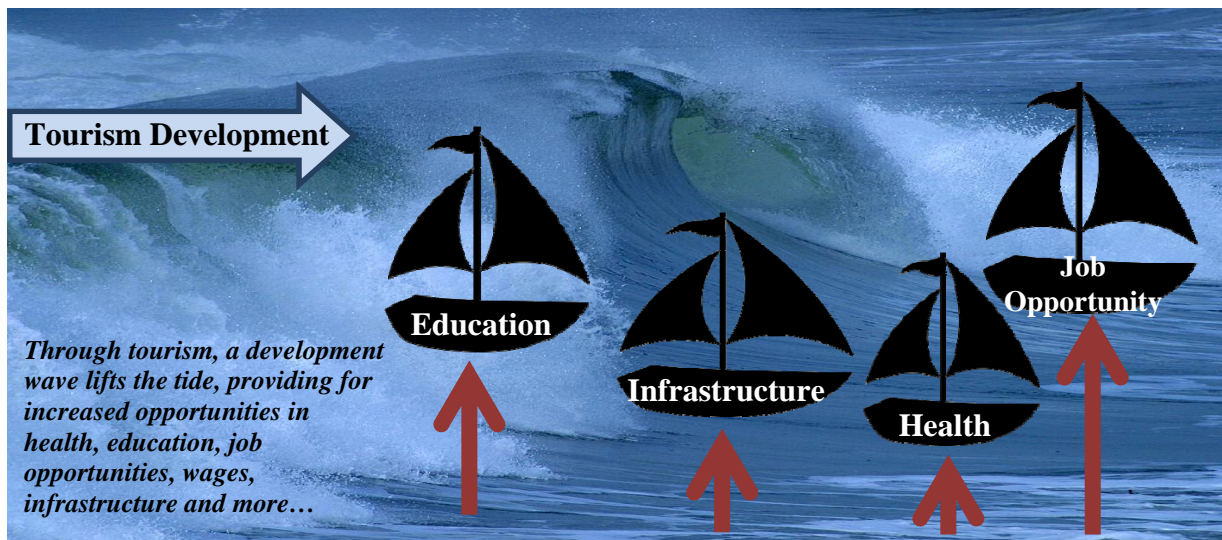 Tourism Development
Education
Infrastructure
Health
Job
Opportunity
Through tourism, a development
wave lifts the tide, providing for
increased opportunities in
health, education, job
opportunities, wages,
infrastructure and more…